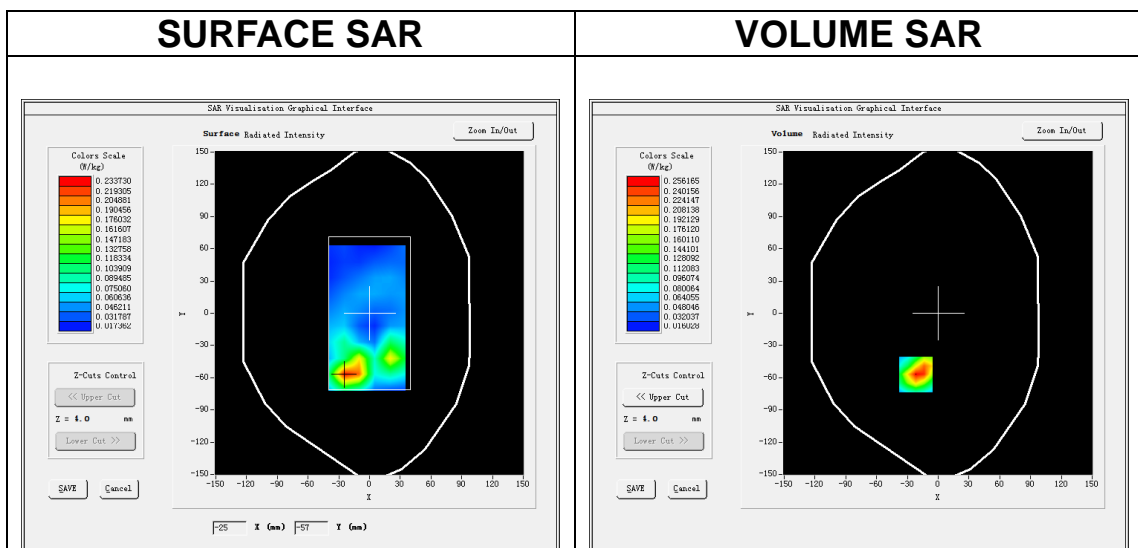 SURFACE SAR
VOLUME SAR
SAR Visualisation Graphical Interface
Surface Radiated Intensity
Zoom In/Out
Colors Scale
(W/kg)
0.233730
0.219305
0.204881
0.190456
0.176032
0.161607
0.147183
0.132758
0.118334
0.103909
0.089485
0.075060
0.060636
0.046211
0.031787
0.017362
Z-Cuts Control
<< Upper Cut
Z = 4.0 mm
Lower Cut >>
SAVE Cancel
150
120
90
60
30
0
-30
-60
-90
-120
-150
Y
-150 -120 -90 -60 -30 0 30 60 90 120 150
X
-25 X (mm) -57 Y (mm)
SAR Visualisation Graphical Interface
Volume Radiated Intensity
Zoom In/Out
Colors Scale
(W/kg)
0.256165
0.240156
0.224147
0.208138
0.192129
0.176120
0.160110
0.144101
0.128092
0.112083
0.096074
0.080064
0.064055
0.048046
0.032037
0.016028
Z-Cuts Control
<< Upper Cut
Z = 4.0 mm
Lower Cut >>
SAVE Cancel
150
120
90
60
30
0
-30
-60
-90
-120
-150
Y
-150 -120 -90 -60 -30 0 30 60 90 120 150
X